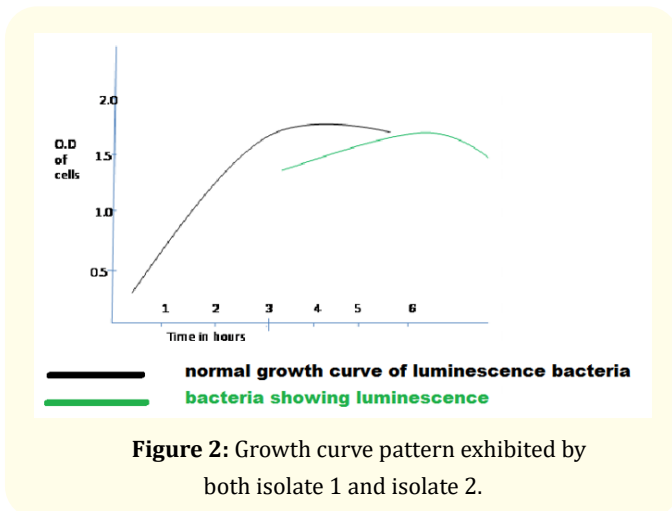 2.0
O.D
of
cells
1.5
1.0
0.5
1 2 3 4 5 6
Time in hours
normal growth curve of luminescence bacteria
bacteria showing luminescence
Figure 2: Growth curve pattern exhibited by
both isolate 1 and isolate 2.